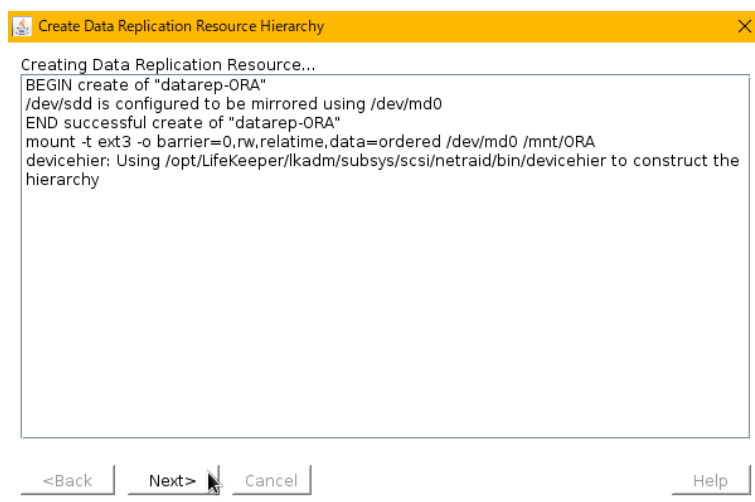 Create Data Replication Resource Hierarchy
Creating Data Replication Resource...
BEGIN create of "datarep-ORA"
/dev/sdd is configured to be mirrored using /dev/md0
END successful create of "datarep-ORA"
mount -t ext3 -o barrier=0,rw,relatime,data=ordered /dev/md0 /mnt/ORA
devicehier: Using /opt/LifeKeeper/lkadm/subsys/scsi/netraid/bin/devicehier to construct the
hierarchy
<Back Next> Cancel Help